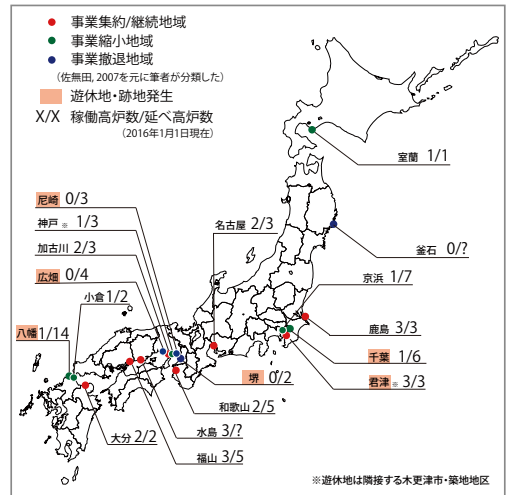 事業集約/継続地域
事業縮小地域
事業撤退地域
（佐無田, 2007を元に筆者が分類した）
遊休地・跡地発生
X/X 稼働高炉数/延べ高炉数
（2016年1月1日現在）
室蘭 1/1
尼崎 0/3
神戸※ 1/3
名古屋 2/3
加古川 2/3
釜石 0/?
広畑 0/4
京浜 1/7
小倉 1/2
八幡 1/14
鹿島 3/3
千葉 1/6
堺 0/2
君津※ 3/3
和歌山 2/5
大分 2/2
水島 3/?
福山 3/5
※遊休地は隣接する木更津市・築地地区